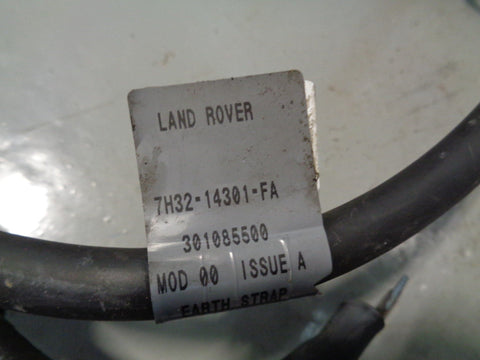 LAND ROVER
7H32-14301-FA
301085500
MOD 00 ISSUE A
EARTH STRAP